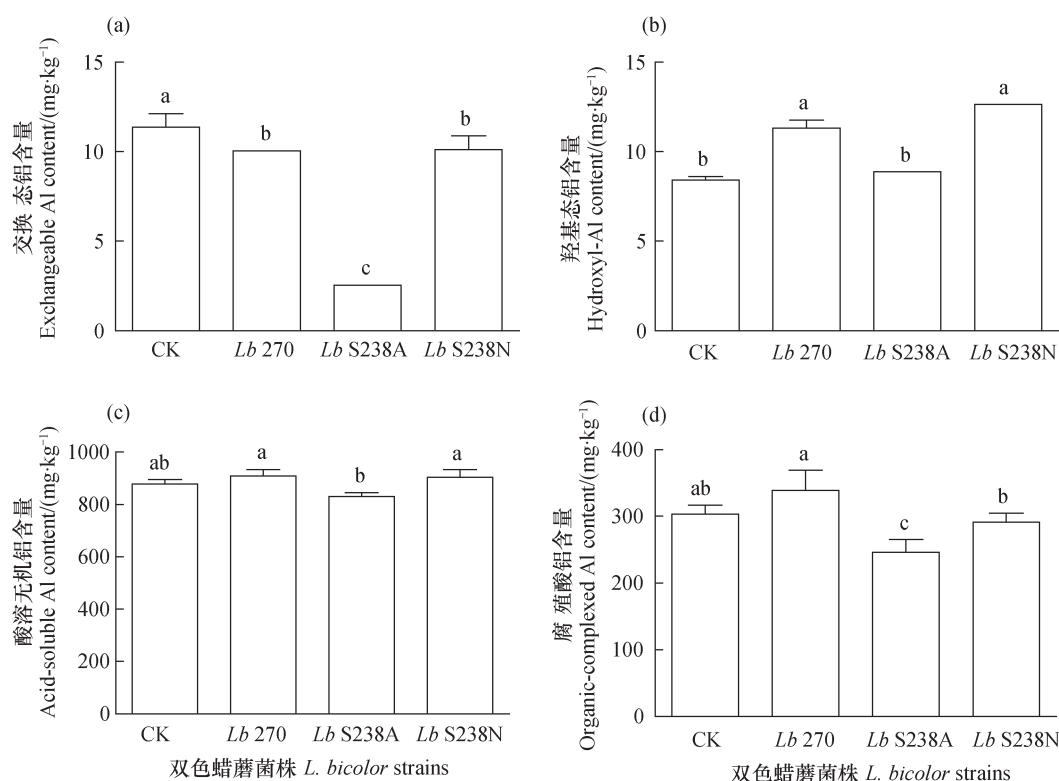 (a)
交换 态铝含量
Exchangeable Al content/(mg·kg⁻¹)
15
10
5
0
a
b
c
b
CK
Lb 270
Lb S238A
Lb S238N
(b)
羟基态铝含量
Hydroxyl-Al content/(mg·kg⁻¹)
15
10
5
0
b
a
b
a
CK
Lb 270
Lb S238A
Lb S238N
(c)
酸溶无机铝含量
Acid-soluble Al content/(mg·kg⁻¹)
1000
800
600
400
200
0
ab
a
b
a
CK
Lb 270
Lb S238A
Lb S238N
双色蜡蘑菌株 L. bicolor strains
(d)
腐 殖酸铝含量
Organic-complexed Al content/(mg·kg⁻¹)
400
300
200
100
0
ab
a
c
b
CK
Lb 270
Lb S238A
Lb S238N
双色蜡蘑菌株 L. bicolor strains